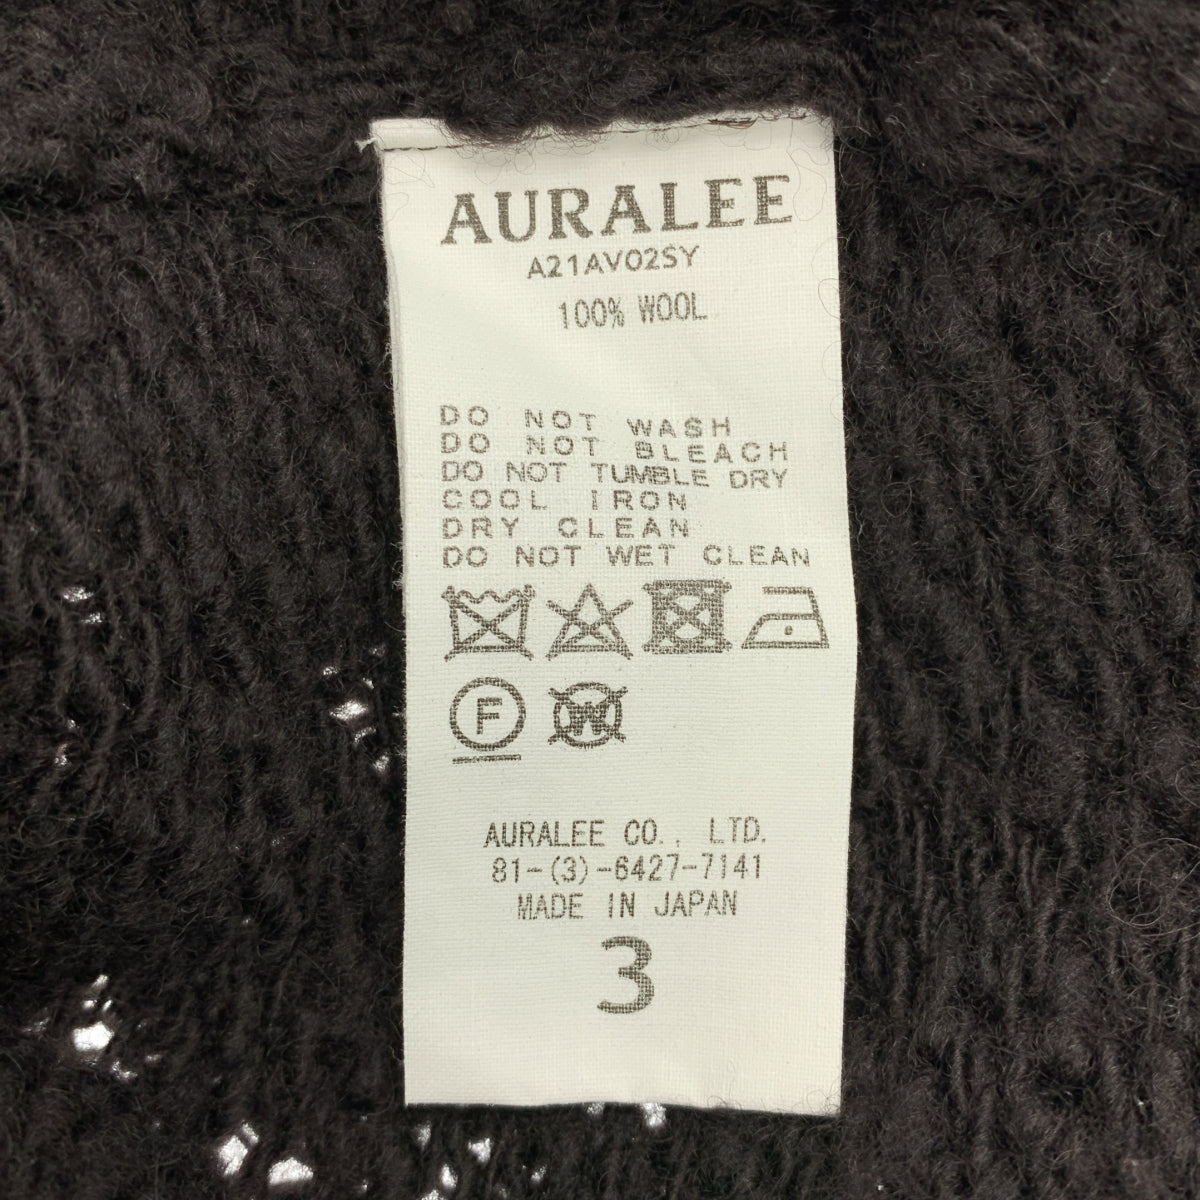 AURALEE
A21AV02SY
100% WOOL
DO NOT WASH
DO NOT BLEACH
DO NOT TUMBLE DRY
COOL IRON
DRY CLEAN
DO NOT WET CLEAN
F W
AURALEE CO., LTD.
81-(3)-6427-7141
MADE IN JAPAN
3